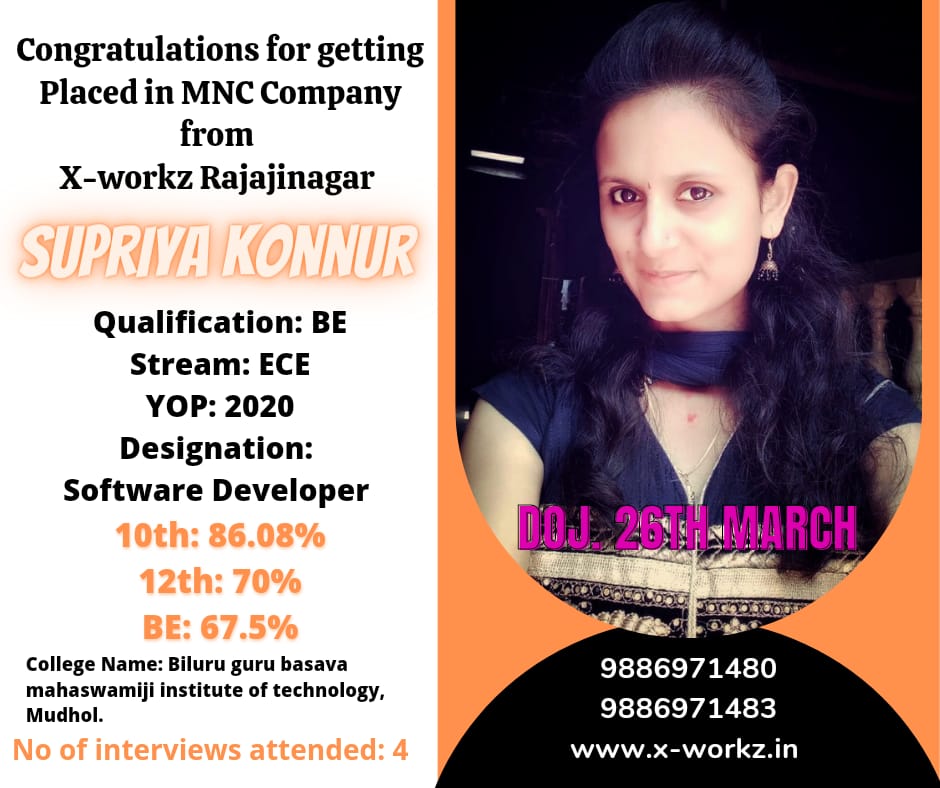 Congratulations for getting
Placed in MNC Company
from
X-workz Rajajinagar
SUPRIYA KONNUR
Qualification: BE
Stream: ECE
YOP: 2020
Designation:
Software Developer
10th: 86.08%
12th: 70%
BE: 67.5%
College Name: Biluru guru basava
mahaswamiji institute of technology,
Mudhol.
No of interviews attended: 4
DOJ. 26TH MARCH
9886971480
9886971483
www.x-workz.in